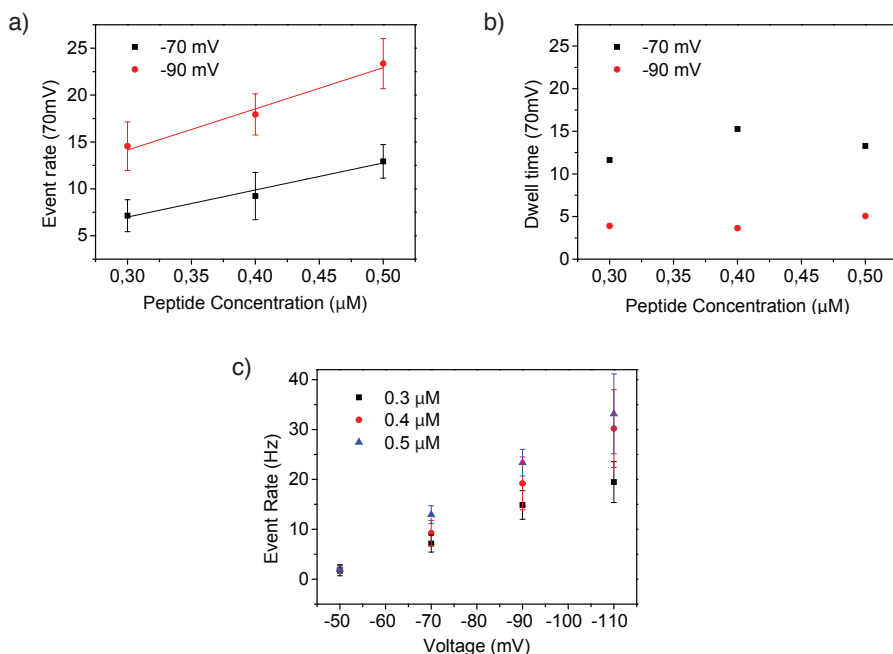 a)
-70 mV
-90 mV
25
20
15
10
5
Event rate (70mV)
0,30 0,35 0,40 0,45 0,50
Peptide Concentration (µM)
b)
-70 mV
-90 mV
25
20
15
10
5
0
Dwell time (70mV)
0,30 0,35 0,40 0,45 0,50
Peptide Concentration (µM)
c)
0.3 µM
0.4 µM
0.5 µM
40
30
20
10
0
Event Rate (Hz)
-50 -60 -70 -80 -90 -100 -110
Voltage (mV)